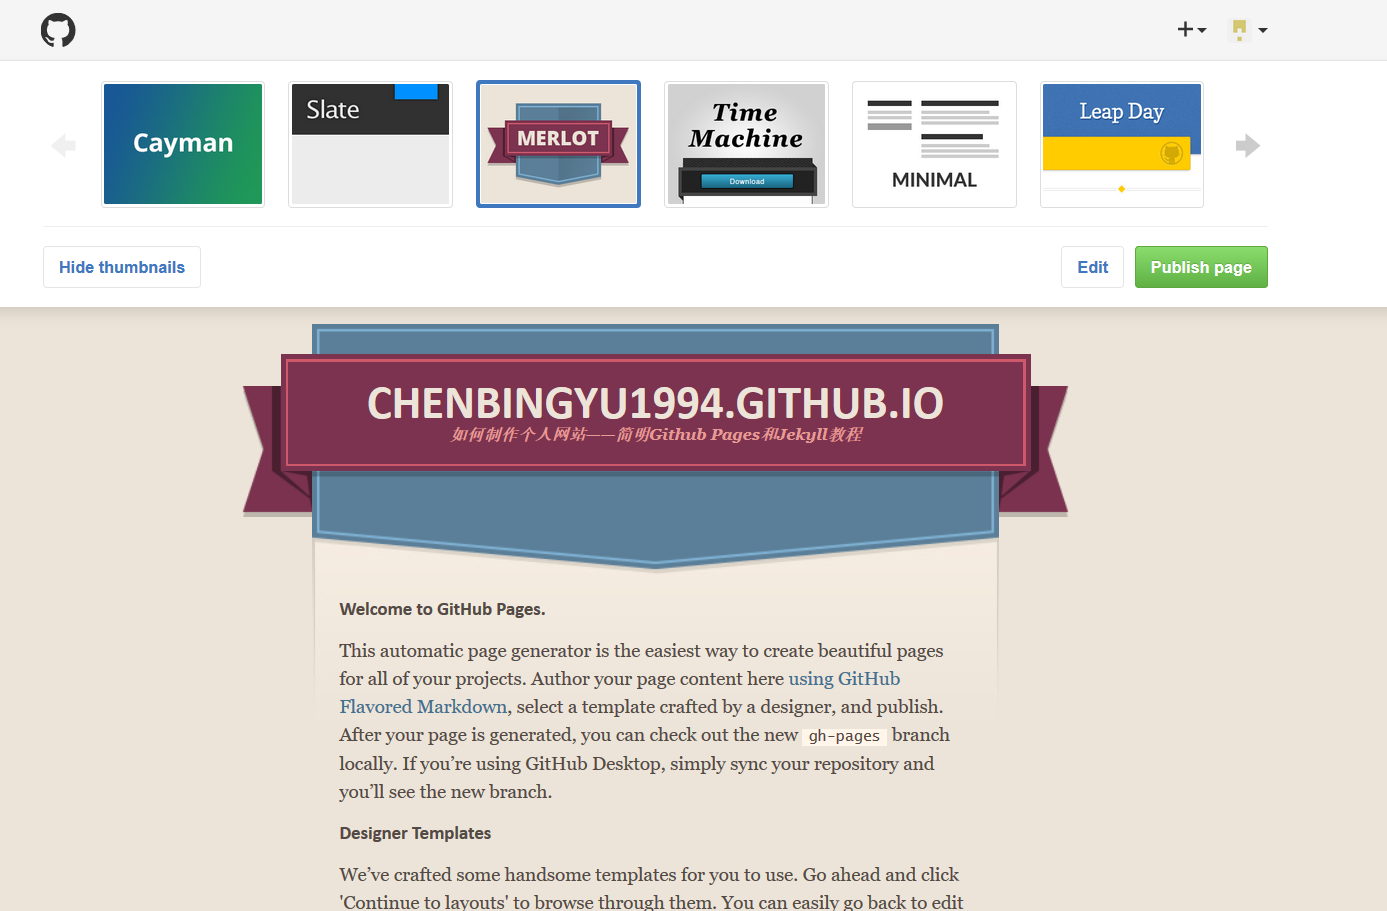 Cayman
Slate
MERLOT
Time
Machine
Download
MINIMAL
Leap Day
Hide thumbnails
Edit
Publish page
CHENBINGYU1994.GITHUB.IO
如何制作个人网站——简明Github Pages和Jekyll教程
Welcome to GitHub Pages.
This automatic page generator is the easiest way to create beautiful pages
for all of your projects. Author your page content here using GitHub
Flavored Markdown, select a template crafted by a designer, and publish.
After your page is generated, you can check out the new gh-pages branch
locally. If you’re using GitHub Desktop, simply sync your repository and
you’ll see the new branch.
Designer Templates
We’ve crafted some handsome templates for you to use. Go ahead and click
'Continue to layouts' to browse through them. You can easily go back to edit